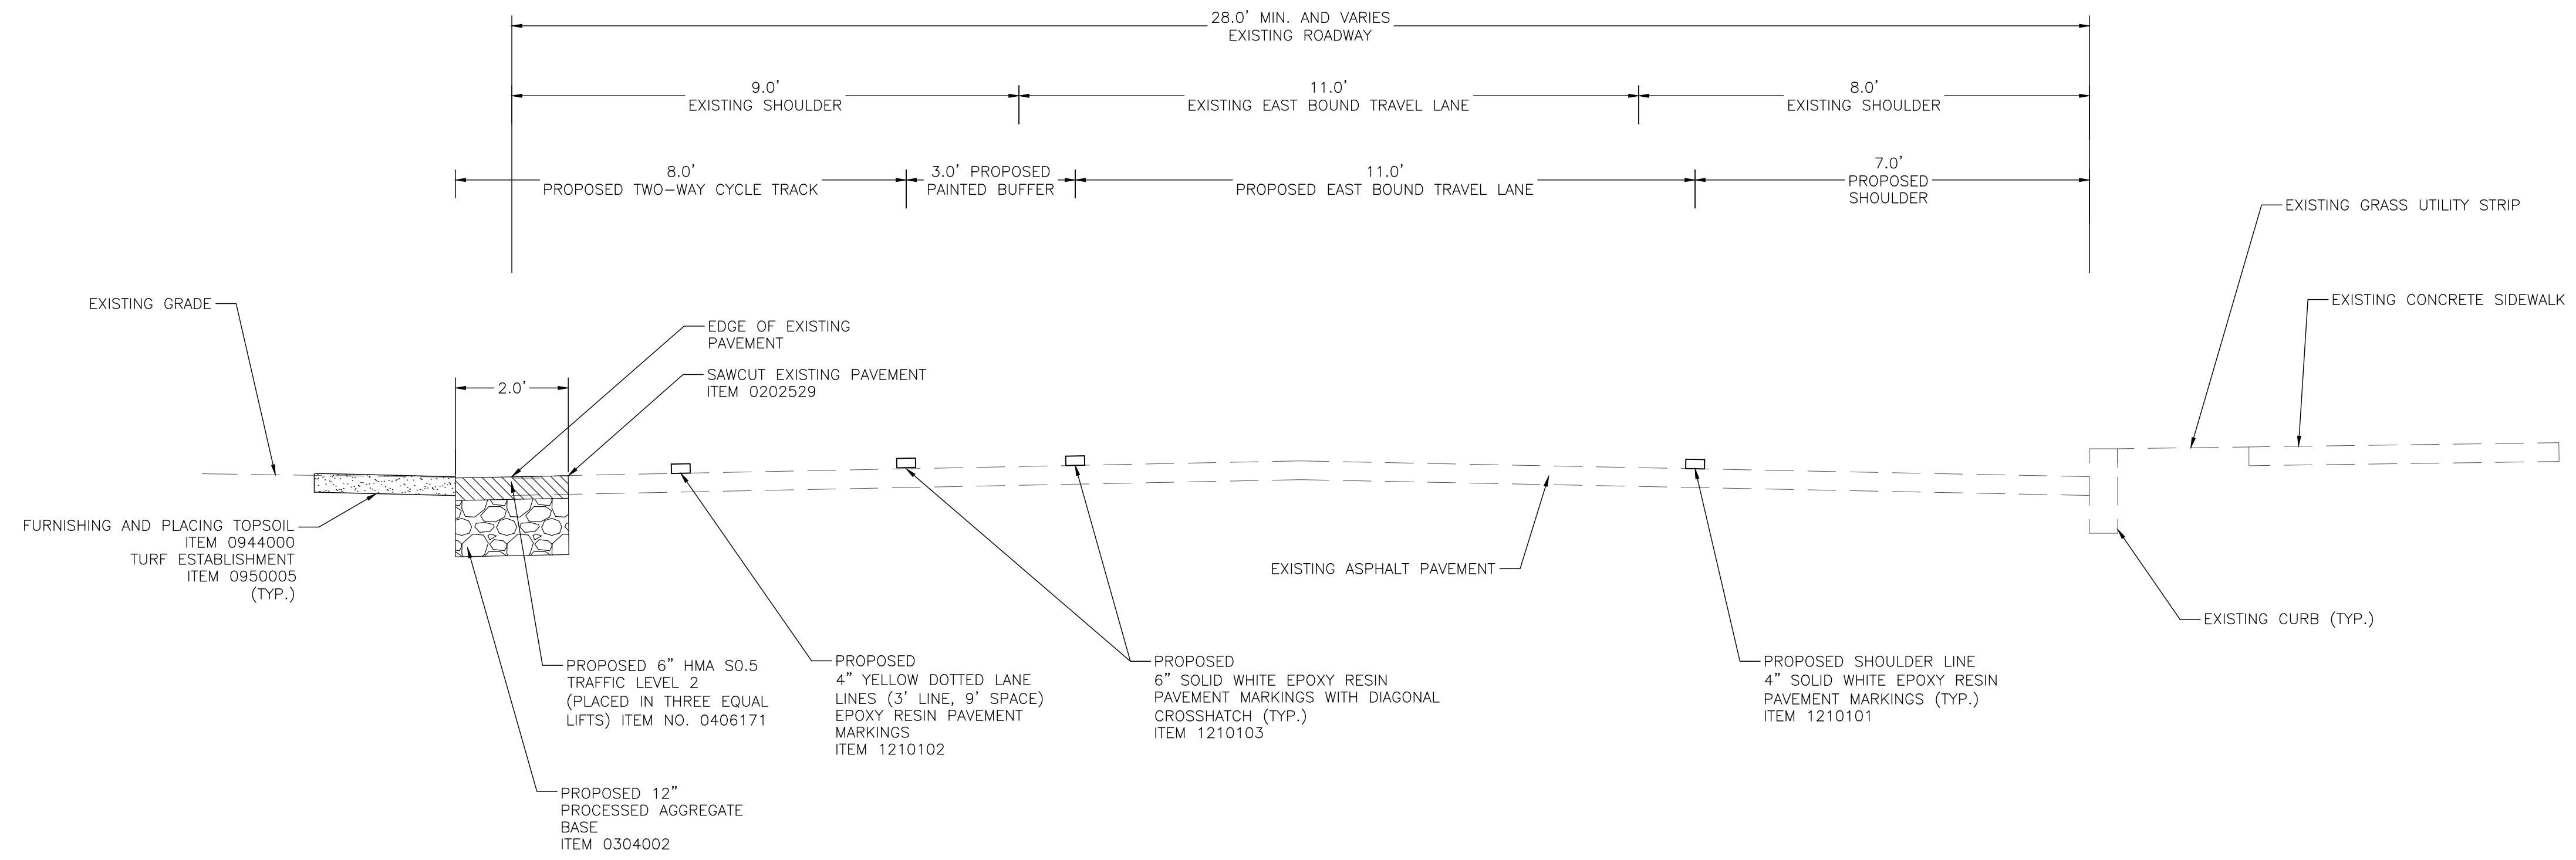 28.0' MIN. AND VARIES
EXISTING ROADWAY
9.0'
EXISTING SHOULDER
11.0'
EXISTING EAST BOUND TRAVEL LANE
8.0'
EXISTING SHOULDER
8.0'
PROPOSED TWO-WAY CYCLE TRACK
3.0' PROPOSED
PAINTED BUFFER
11.0'
PROPOSED EAST BOUND TRAVEL LANE
7.0'
PROPOSED
SHOULDER
EXISTING GRASS UTILITY STRIP
EXISTING GRADE
EXISTING CONCRETE SIDEWALK
EDGE OF EXISTING
PAVEMENT
SAWCUT EXISTING PAVEMENT
ITEM 0202529
2.0'
FURNISHING AND PLACING TOPSOIL
ITEM 0944000
TURF ESTABLISHMENT
ITEM 0950005
(TYP.)
EXISTING ASPHALT PAVEMENT
EXISTING CURB (TYP.)
PROPOSED 6" HMA S0.5
TRAFFIC LEVEL 2
(PLACED IN THREE EQUAL
LIFTS) ITEM NO. 0406171
PROPOSED
4" YELLOW DOTTED LANE
LINES (3' LINE, 9' SPACE)
EPOXY RESIN PAVEMENT
MARKINGS
ITEM 1210102
PROPOSED
6" SOLID WHITE EPOXY RESIN
PAVEMENT MARKINGS WITH DIAGONAL
CROSSHATCH (TYP.)
ITEM 1210103
PROPOSED SHOULDER LINE
4" SOLID WHITE EPOXY RESIN
PAVEMENT MARKINGS (TYP.)
ITEM 1210101
PROPOSED 12"
PROCESSED AGGREGATE
BASE
ITEM 0304002